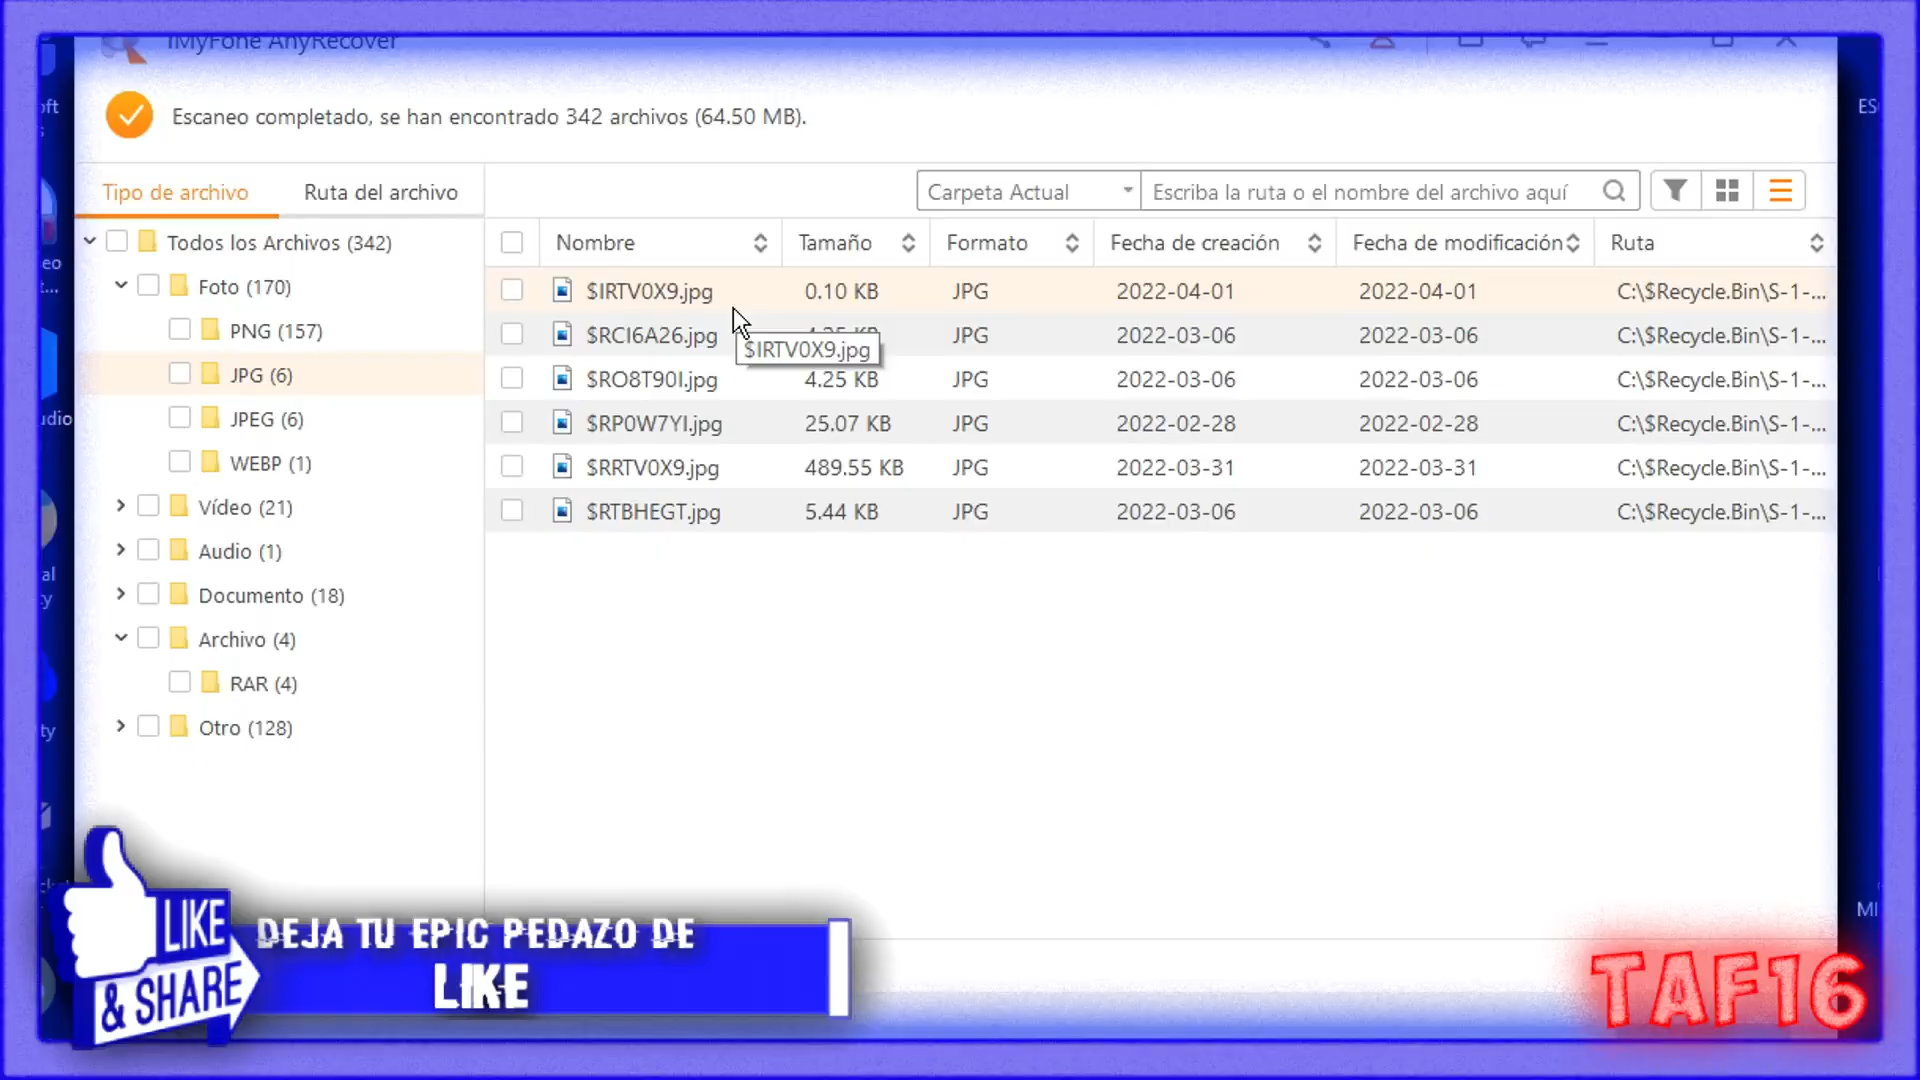 iMyFone AnyRecover
Escaneo completado, se han encontrado 342 archivos (64.50 MB).
Tipo de archivo Ruta del archivo Carpeta Actual Escriba la ruta o el nombre del archivo aquí
Todos los Archivos (342)
Foto (170)
PNG (157)
JPG (6)
JPEG (6)
WEBP (1)
Vídeo (21)
Audio (1)
Documento (18)
Archivo (4)
RAR (4)
Otro (128)
Nombre Tamaño Formato Fecha de creación Fecha de modificación Ruta
$IRTV0X9.jpg 0.10 KB JPG 2022-04-01 2022-04-01 C:\$Recycle.Bin\S-1-...
$RCI6A26.jpg JPG 2022-03-06 2022-03-06 C:\$Recycle.Bin\S-1-...
$IRTV0X9.jpg
$RO8T90I.jpg 4.25 KB JPG 2022-03-06 2022-03-06 C:\$Recycle.Bin\S-1-...
$RP0W7YI.jpg 25.07 KB JPG 2022-02-28 2022-02-28 C:\$Recycle.Bin\S-1-...
$RRTV0X9.jpg 489.55 KB JPG 2022-03-31 2022-03-31 C:\$Recycle.Bin\S-1-...
$RTBHEGT.jpg 5.44 KB JPG 2022-03-06 2022-03-06 C:\$Recycle.Bin\S-1-...
LIKE
& SHARE
DEJA TU EPIC PEDAZO DE
LIKE
TAF16